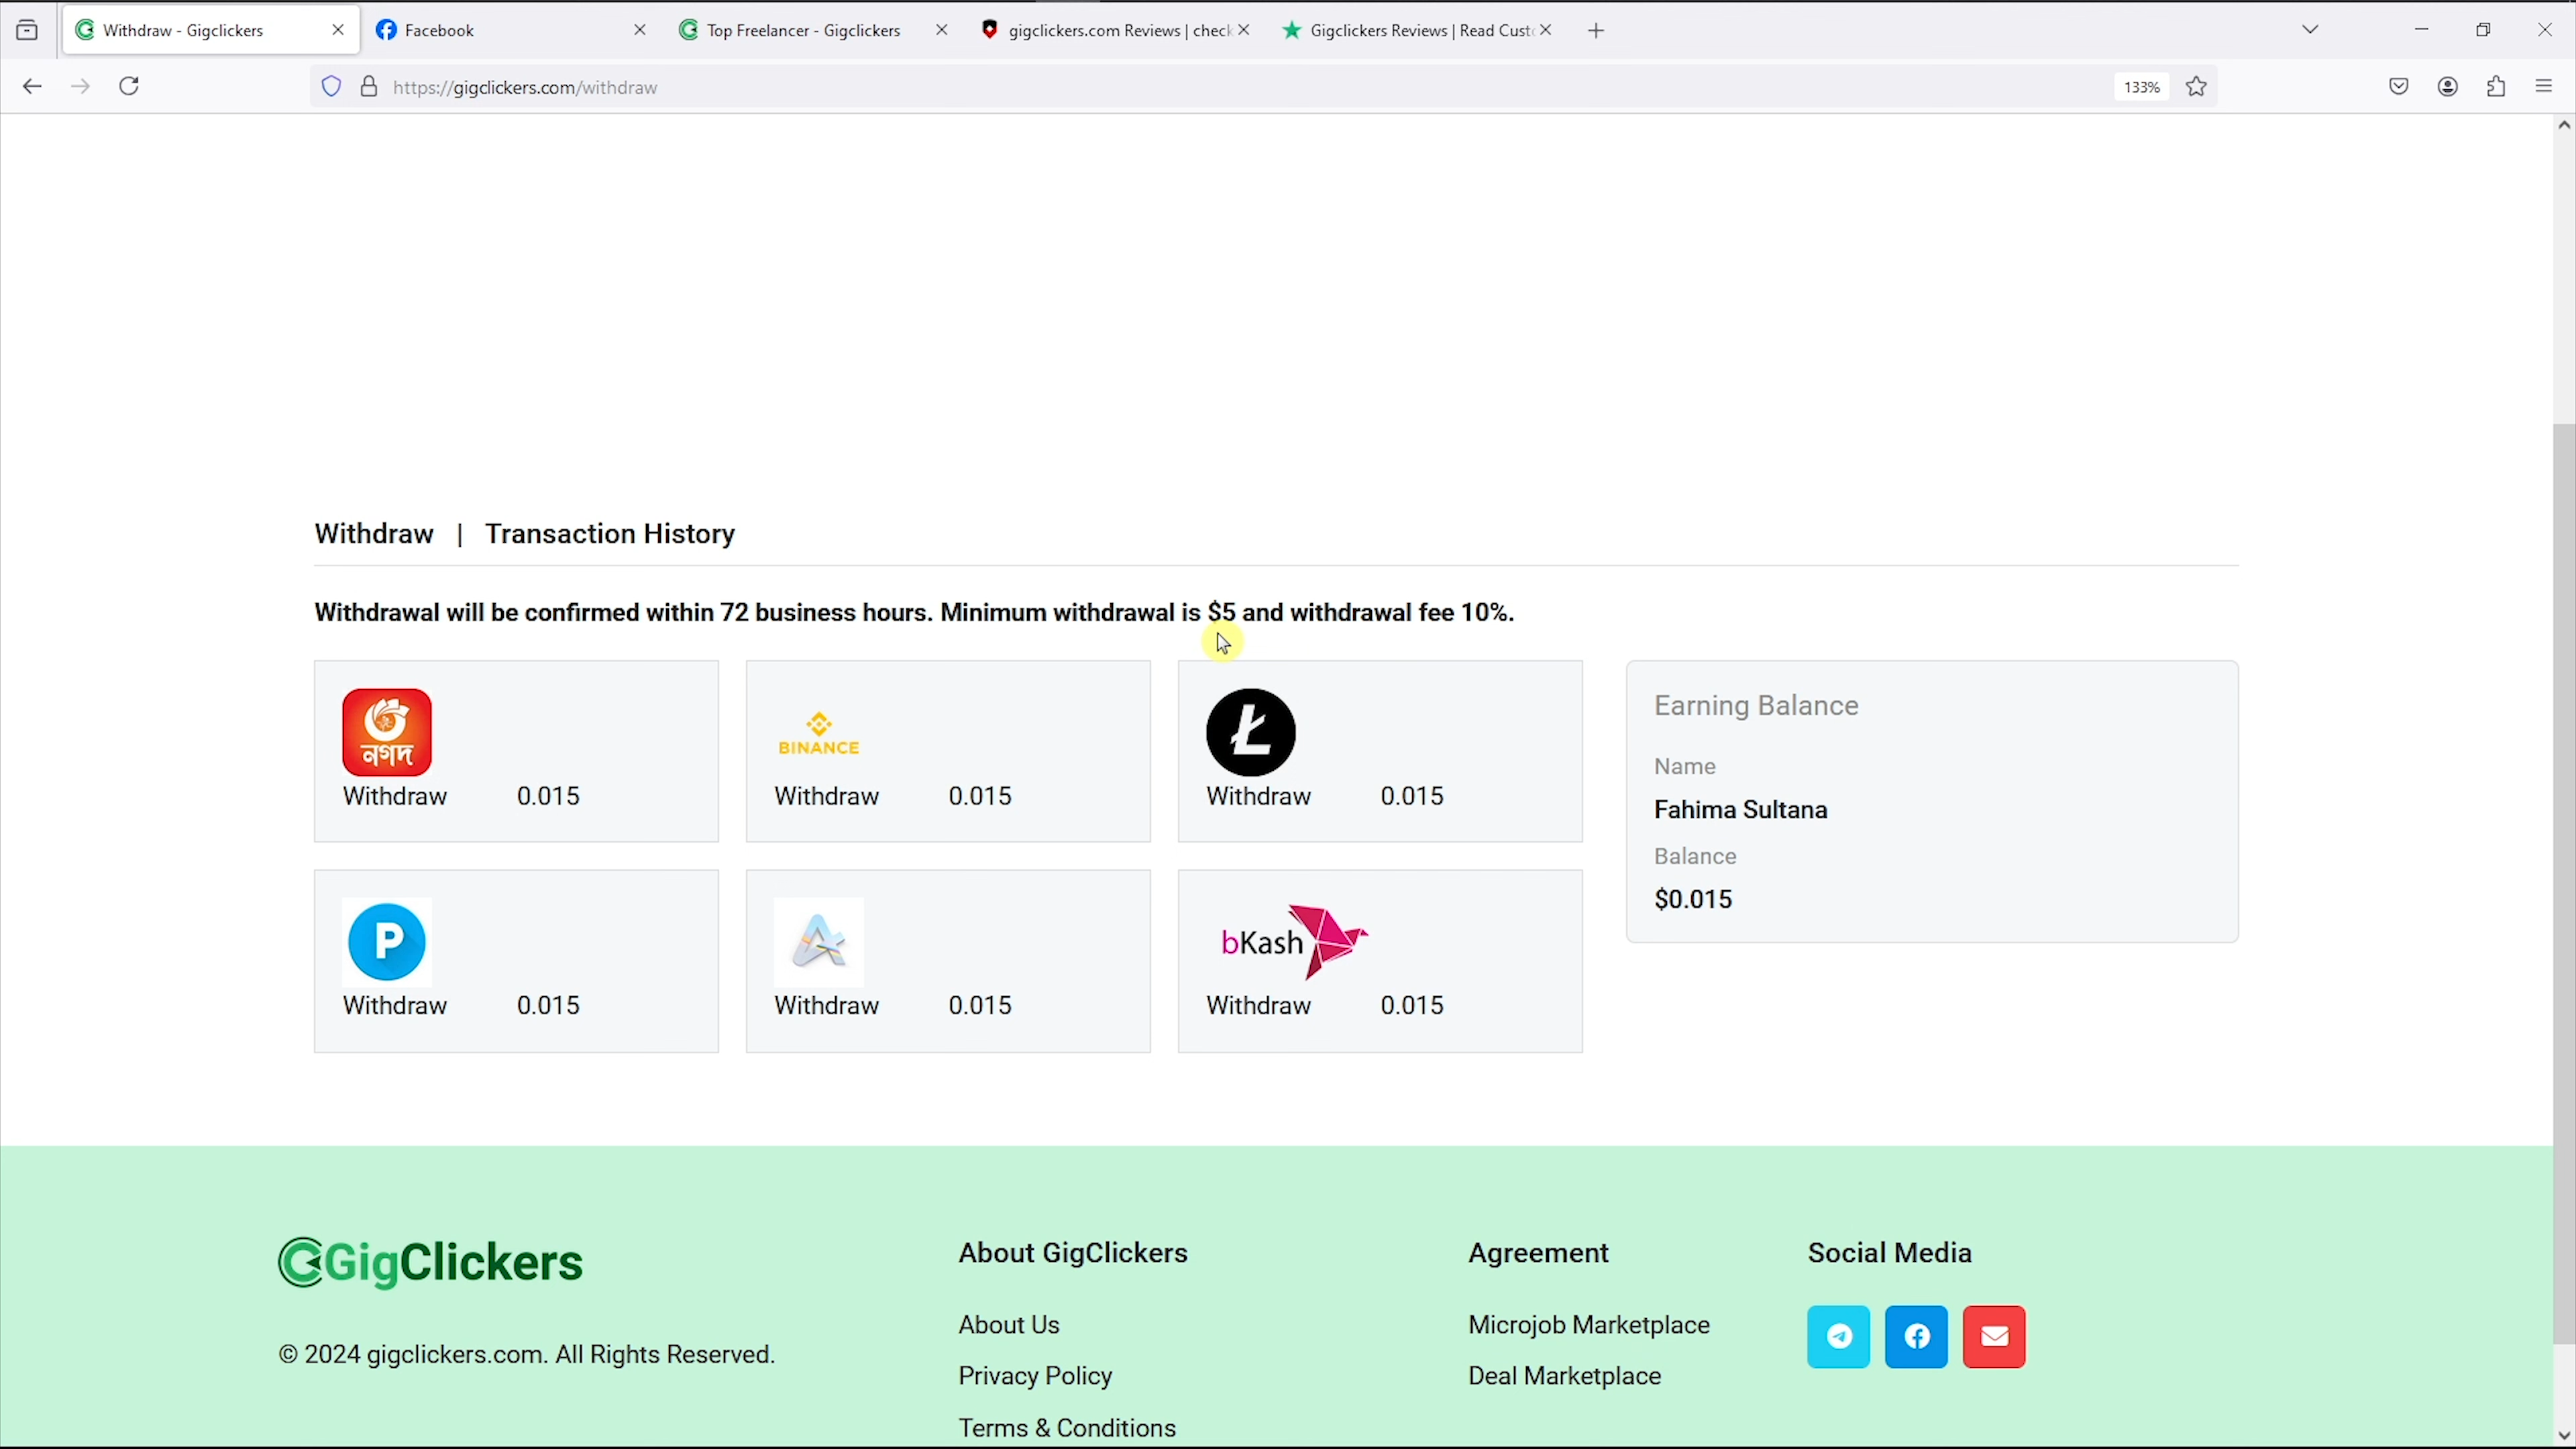 Withdraw - Gigclickers
Facebook
Top Freelancer - Gigclickers
gigclickers.com Reviews | check
Gigclickers Reviews | Read Cust
https://gigclickers.com/withdraw
133%
Withdraw | Transaction History
Withdrawal will be confirmed within 72 business hours. Minimum withdrawal is $5 and withdrawal fee 10%.
নগদ
Withdraw 0.015
BINANCE
Withdraw 0.015
Withdraw 0.015
Earning Balance
Name
Fahima Sultana
Balance
$0.015
P
Withdraw 0.015
Withdraw 0.015
bKash
Withdraw 0.015
GigClickers
© 2024 gigclickers.com. All Rights Reserved.
About GigClickers
About Us
Privacy Policy
Terms & Conditions
Agreement
Microjob Marketplace
Deal Marketplace
Social Media